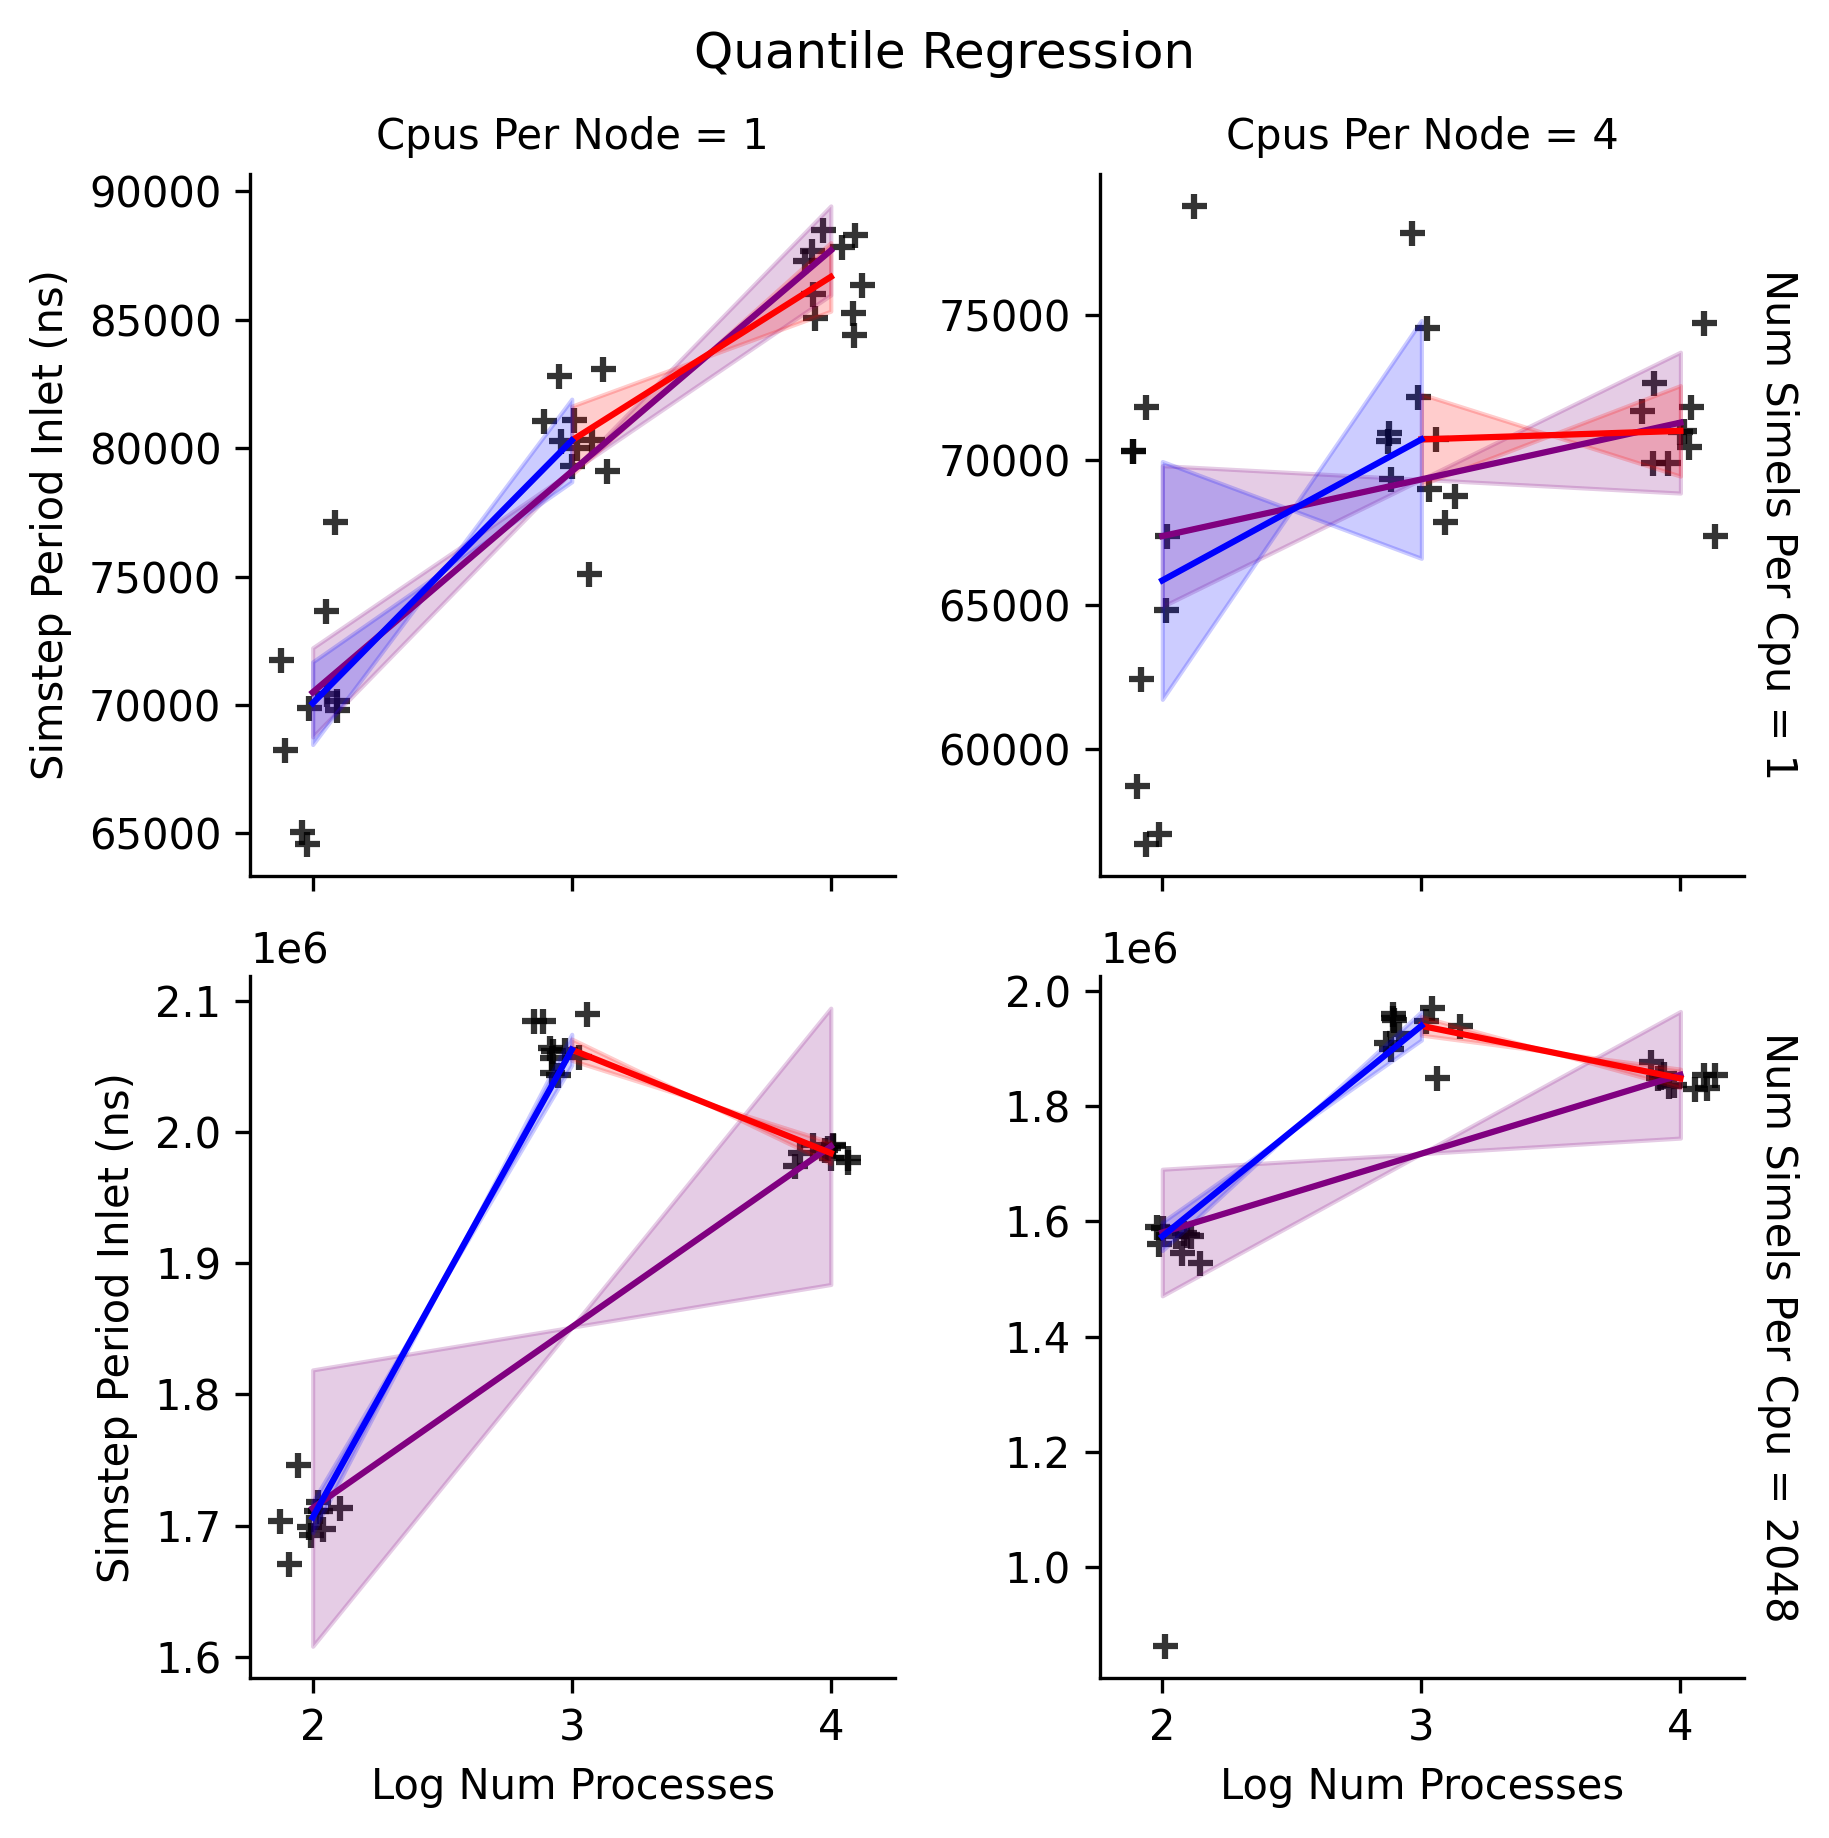 Quantile Regression
Cpus Per Node = 1
Cpus Per Node = 4
Simstep Period Inlet (ns)
90000
85000
80000
75000
70000
65000
75000
70000
65000
60000
Num Simels Per Cpu = 1
Simstep Period Inlet (ns)
1e6
2.1
2.0
1.9
1.8
1.7
1.6
2
3
4
Log Num Processes
1e6
2.0
1.8
1.6
1.4
1.2
1.0
2
3
4
Log Num Processes
Num Simels Per Cpu = 2048